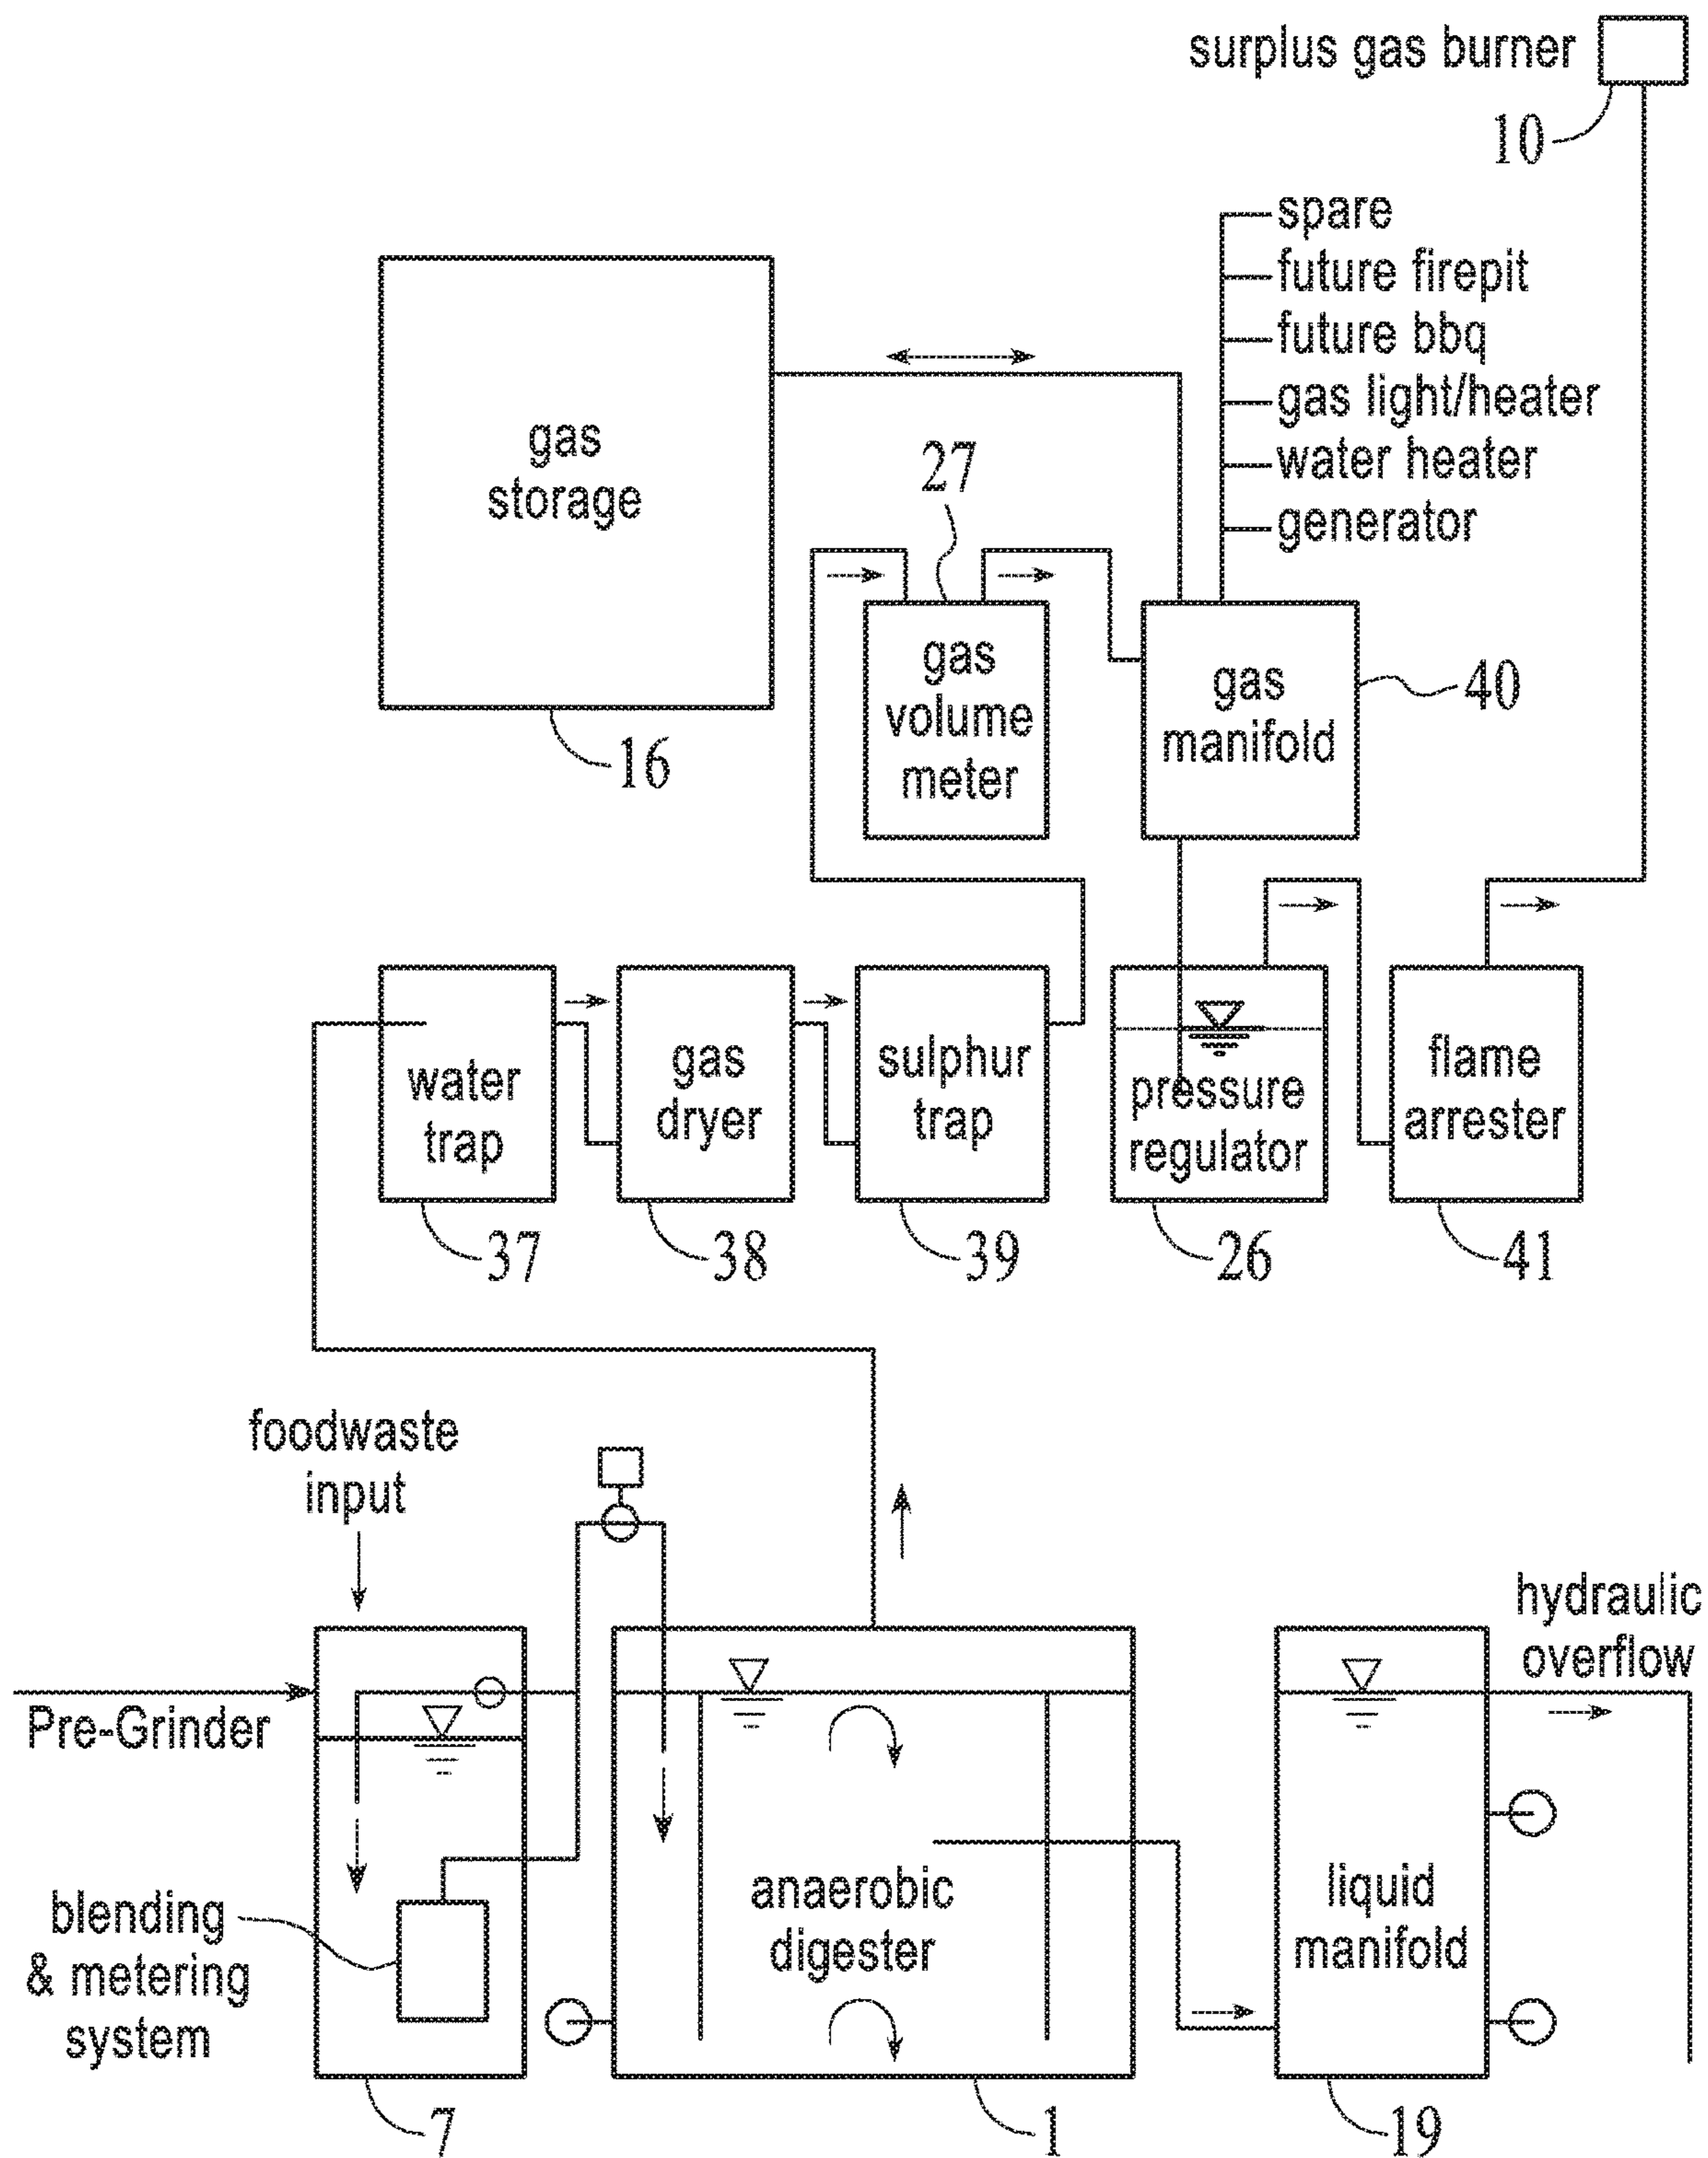 surplus gas burner
10
spare
future firepit
future bbq
gas light/heater
water heater
generator
gas
storage
16
27
gas
volume
meter
gas
manifold
40
water
trap
37
gas
dryer
38
sulphur
trap
39
pressure
regulator
26
flame
arrester
41
foodwaste
input
Pre-Grinder
blending
& metering
system
7
anaerobic
digester
1
liquid
manifold
19
hydraulic
overflow